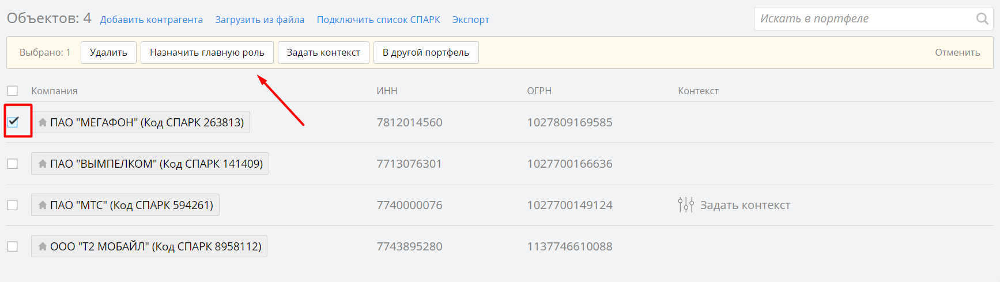 Объектов: 4 Добавить контрагента Загрузить из файла Подключить список СПАРК Экспорт Искать в портфеле
Выбрано: 1 Удалить Назначить главную роль Задать контекст В другой портфель Отменить
Компания ИНН ОГРН Контекст
ПАО "МЕГАФОН" (Код СПАРК 263813) 7812014560 1027809169585
ПАО "ВЫМПЕЛКОМ" (Код СПАРК 141409) 7713076301 1027700166636
ПАО "МТС" (Код СПАРК 594261) 7740000076 1027700149124 Задать контекст
ООО "Т2 МОБАЙЛ" (Код СПАРК 8958112) 7743895280 1137746610088